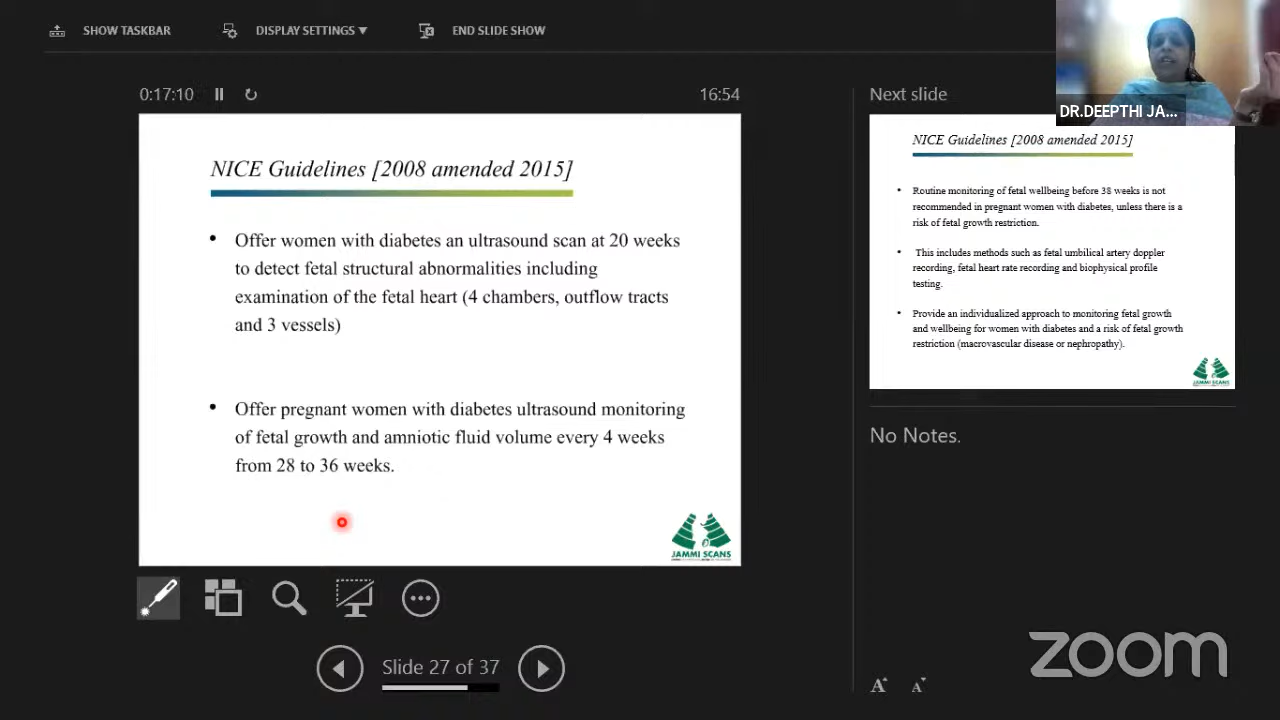 SHOW TASKBAR
DISPLAY SETTINGS
END SLIDE SHOW
DR.DEEPTHI JA...
0:17:10
16:54
Next slide
NICE Guidelines [2008 amended 2015]
• Offer women with diabetes an ultrasound scan at 20 weeks
to detect fetal structural abnormalities including
examination of the fetal heart (4 chambers, outflow tracts
and 3 vessels)
• Offer pregnant women with diabetes ultrasound monitoring
of fetal growth and amniotic fluid volume every 4 weeks
from 28 to 36 weeks.
JAMMI SCANS
NICE Guidelines [2008 amended 2015]
• Routine monitoring of fetal wellbeing before 38 weeks is not
recommended in pregnant women with diabetes, unless there is a
risk of fetal growth restriction.
• This includes methods such as fetal umbilical artery doppler
recording, fetal heart rate recording and biophysical profile
testing.
• Provide an individualized approach to monitoring fetal growth
and wellbeing for women with diabetes and a risk of fetal growth
restriction (macrovascular disease or nephropathy).
JAMMI SCANS
No Notes.
Slide 27 of 37
A A
zoom